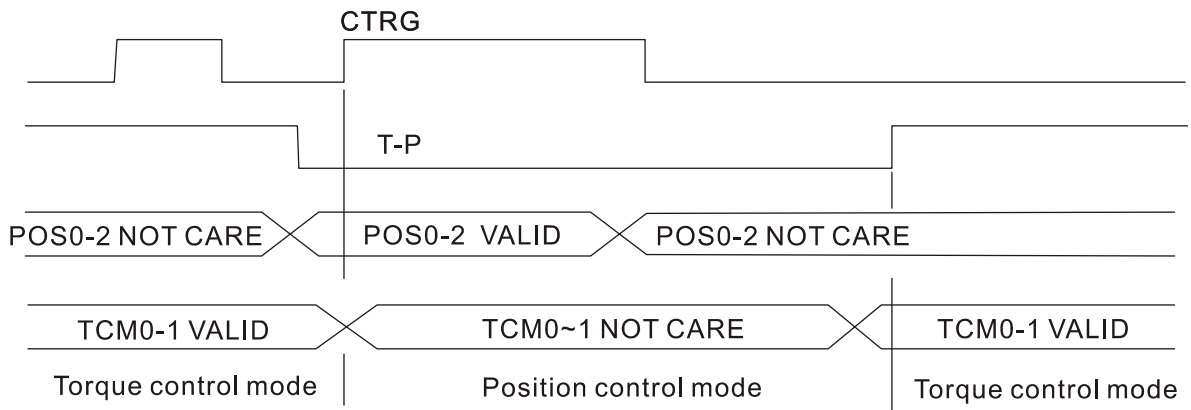 CTRG
T-P
POS0-2 NOT CARE POS0-2 VALID POS0-2 NOT CARE
TCM0-1 VALID TCM0~1 NOT CARE TCM0-1 VALID
Torque control mode Position control mode Torque control mode